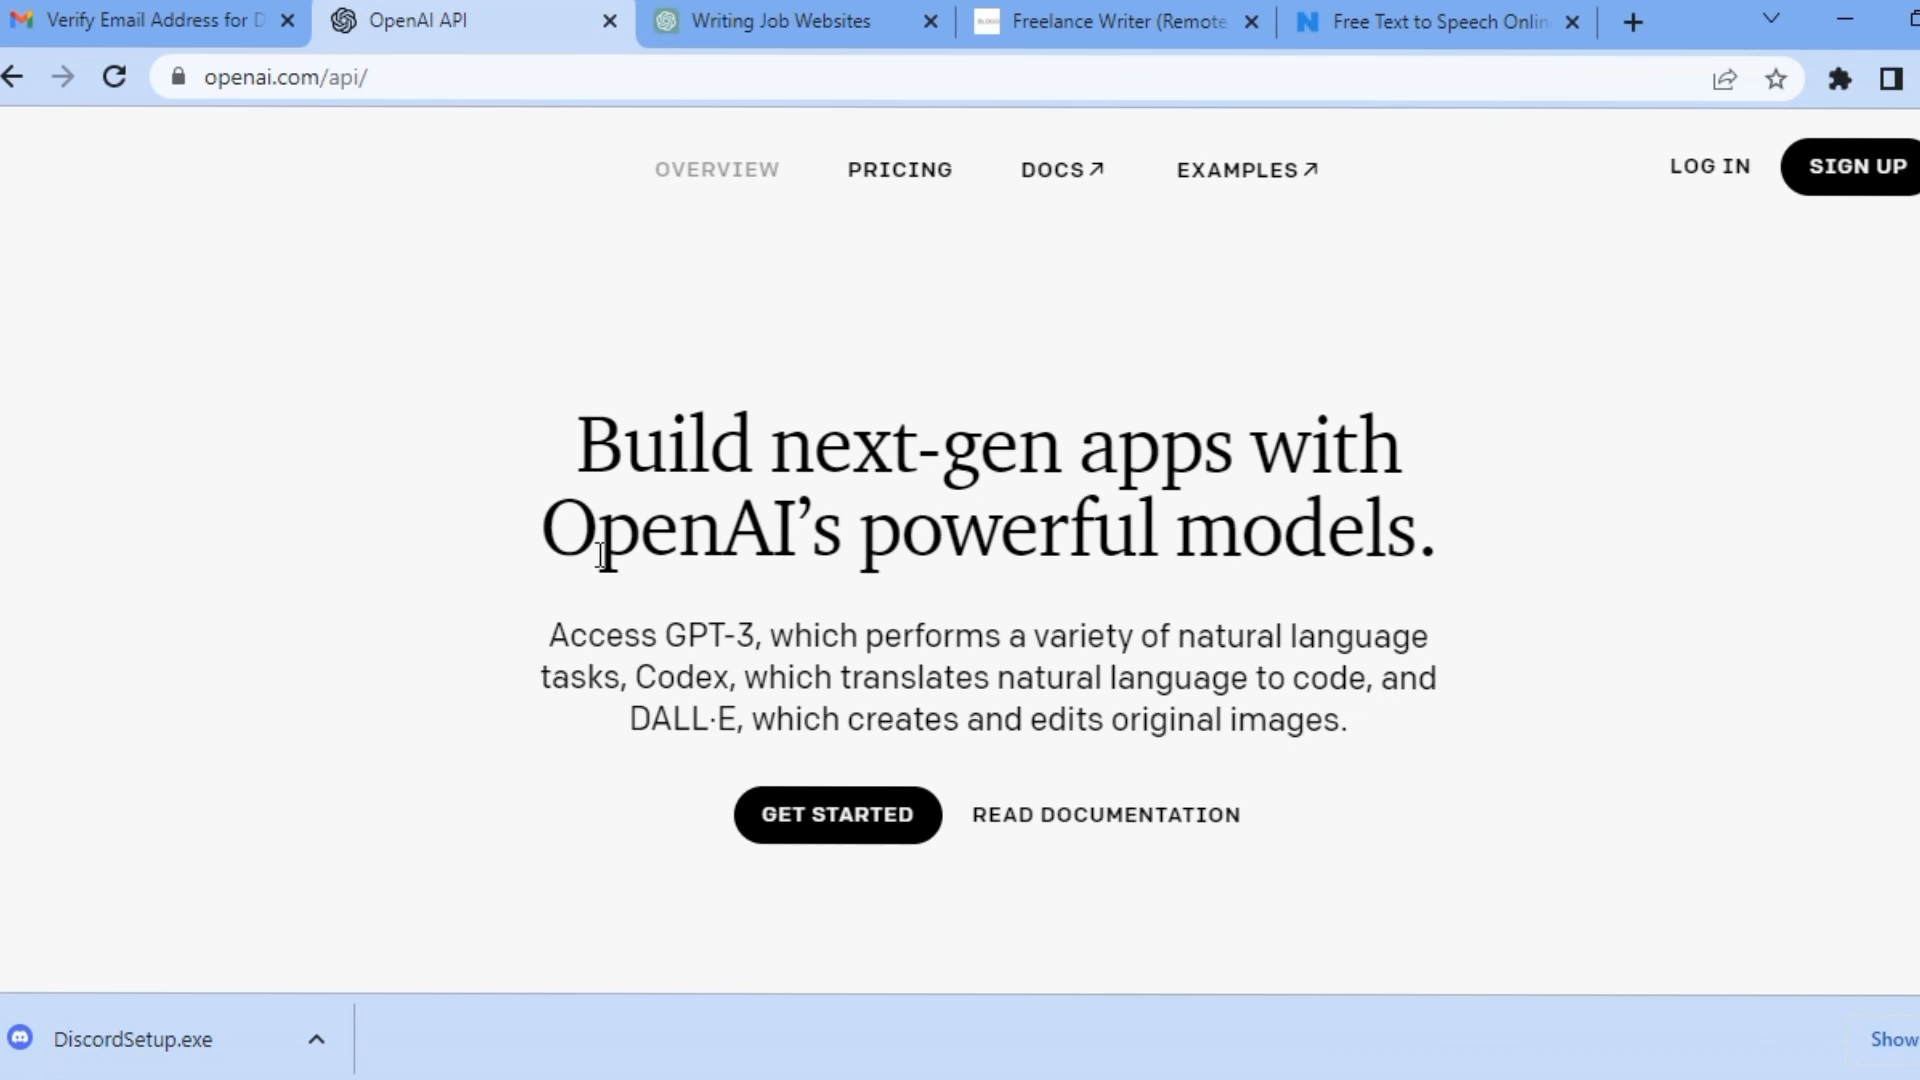 Verify Email Address for D
OpenAI API
Writing Job Websites
Freelance Writer (Remote
Free Text to Speech Onlin
openai.com/api/
OVERVIEW
PRICING
DOCS↗
EXAMPLES↗
LOG IN
SIGN UP
Build next-gen apps with
OpenAI’s powerful models.
Access GPT-3, which performs a variety of natural language
tasks, Codex, which translates natural language to code, and
DALL·E, which creates and edits original images.
GET STARTED
READ DOCUMENTATION
DiscordSetup.exe
Show